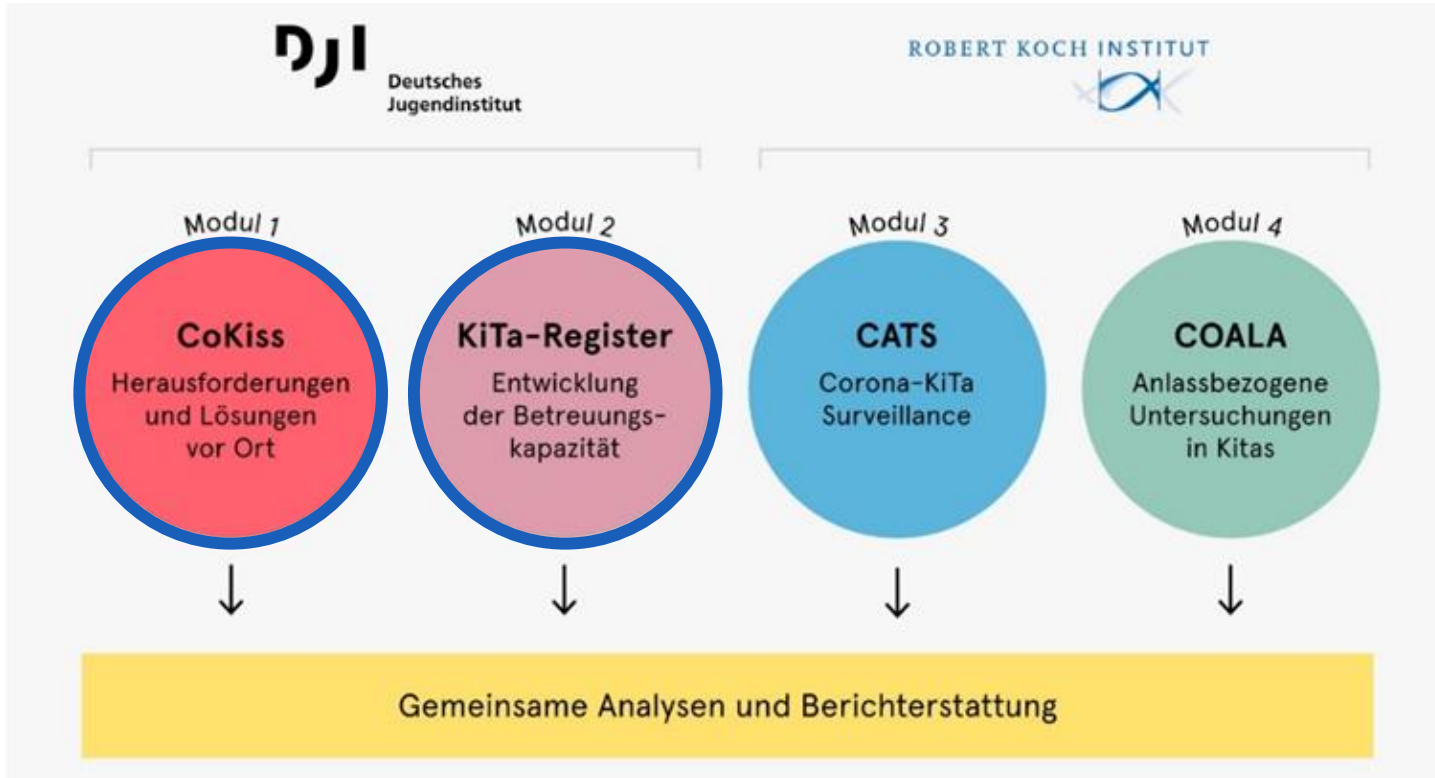 DJI
Deutsches
Jugendinstitut
ROBERT KOCH INSTITUT
Modul 1
Modul 2
Modul 3
Modul 4
CoKiss
Herausforderungen
und Lösungen
vor Ort
KiTa-Register
Entwicklung
der Betreuungs-
kapazität
CATS
Corona-KiTa
Surveillance
COALA
Anlassbezogene
Untersuchungen
in Kitas
Gemeinsame Analysen und Berichterstattung